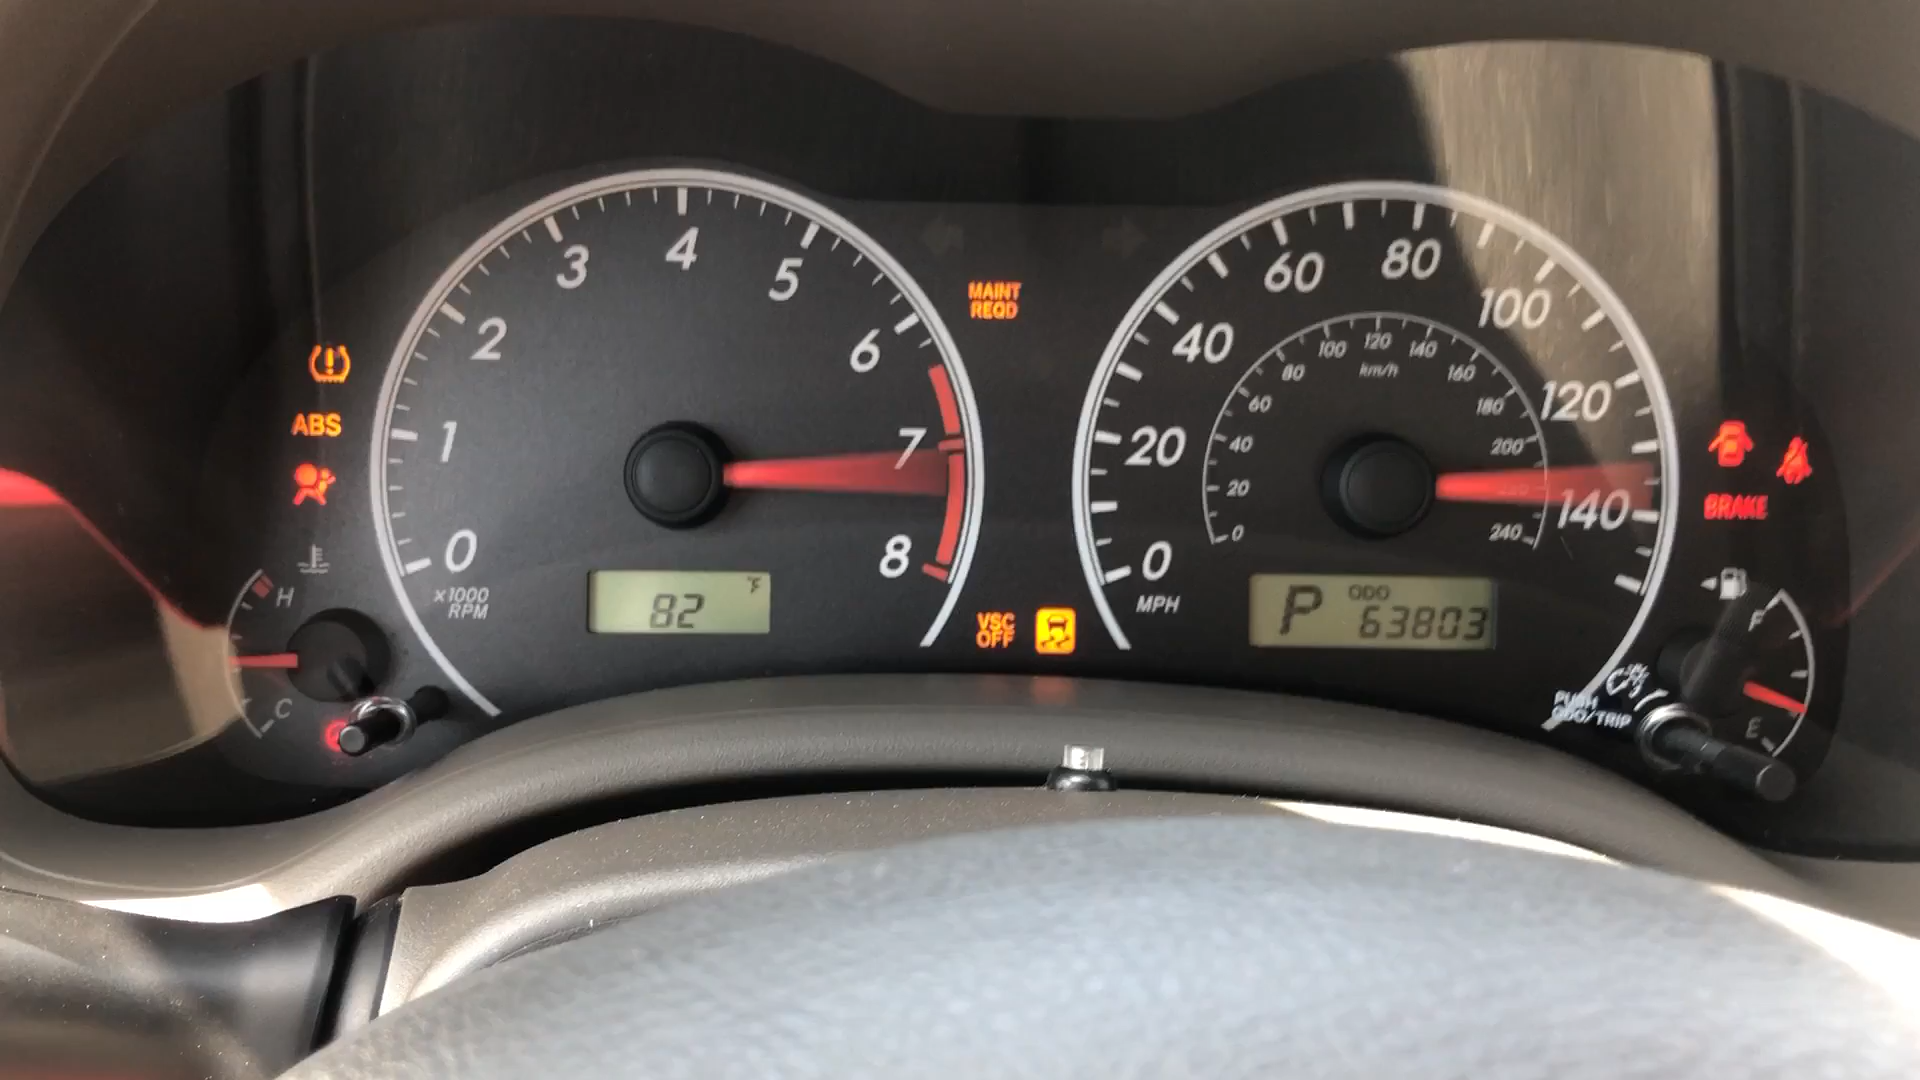 0
1
2
3
4
5
6
7
8
x1000
RPM
82
°F
ABS
H
C
MAINT
REQD
VSC
OFF
0
20
40
60
80
100
120
140
MPH
0
20
40
60
80
100
120
140
160
180
200
240
km/h
P
ODO
63803
BRAKE
F
E
PUSH
ODO/TRIP